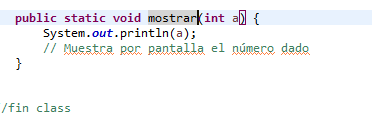 public static void mostrar(int a) {
System.out.println(a);
// Muestra por pantalla el número dado
}
/fin class